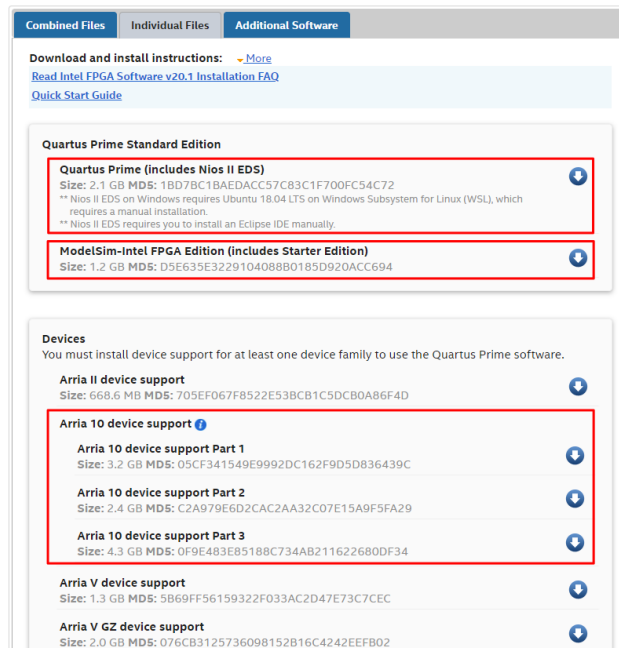 Combined Files
Individual Files
Additional Software
Download and install instructions: More
Read Intel FPGA Software v20.1 Installation FAQ
Quick Start Guide
Quartus Prime Standard Edition
Quartus Prime (includes Nios II EDS)
Size: 2.1 GB MD5: 1BD7BC1BAEDACC57C83C1F700FC54C72
** Nios II EDS on Windows requires Ubuntu 18.04 LTS on Windows Subsystem for Linux (WSL), which
requires a manual installation.
** Nios II EDS requires you to install an Eclipse IDE manually.
ModelSim-Intel FPGA Edition (includes Starter Edition)
Size: 1.2 GB MD5: D5E635E3229104088B0185D920ACC694
Devices
You must install device support for at least one device family to use the Quartus Prime software.
Arria II device support
Size: 668.6 MB MD5: 705EF067F8522E53BCB1C5DCB0A86F4D
Arria 10 device support
Arria 10 device support Part 1
Size: 3.2 GB MD5: 05CF341549E9992DC162F9D5D836439C
Arria 10 device support Part 2
Size: 2.4 GB MD5: C2A979E6D2CAC2AA32C07E15A9F5FA29
Arria 10 device support Part 3
Size: 4.3 GB MD5: 0F9E483E85188C734AB211622680DF34
Arria V device support
Size: 1.3 GB MD5: 5B69FF56159322F033AC2D47E73C7CEC
Arria V GZ device support
Size: 2.0 GB MD5: 076CB3125736098152B16C4242EEFB02